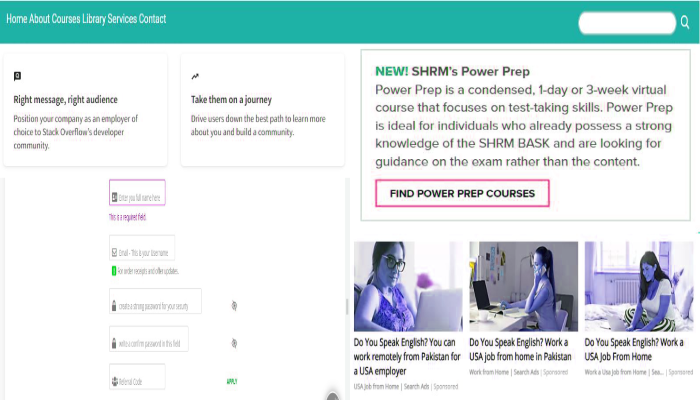 Home About Courses Library Services Contact
Right message, right audience
Position your company as an employer of
choice to Stack Overflow's developer
community.
Take them on a journey
Drive users down the best path to learn more
about you and build a community.
NEW! SHRM's Power Prep
Power Prep is a condensed, 1-day or 3-week virtual
course that focuses on test-taking skills. Power Prep
is ideal for individuals who already possess a strong
knowledge of the SHRM BASK and are looking for
guidance on the exam rather than the content.
FIND POWER PREP COURSES
Enter you full name here
This is a required field.
Email - This is your Username
For order receipts and offer updates.
create a strong password for your security
write a confirm password in this field
Referral Code
APPLY
Do You Speak English? You can
work remotely from Pakistan for
a USA employer
USA Job from Home | Search Ads | Sponsored
Do You Speak English? Work a
USA job from home in Pakistan
Work from Home | Search Ads | Sponsored
Do You Speak English? Work a
USA Job From Home
Work a Usa Job from Home | Sea... | Sponsored